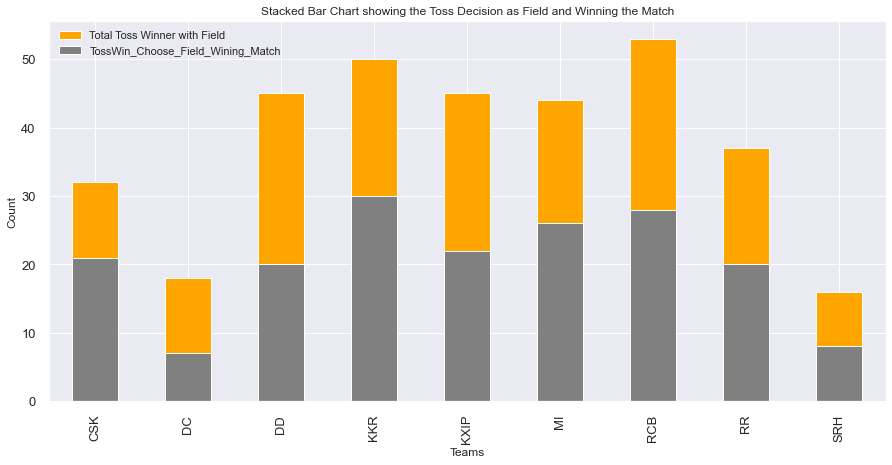 Stacked Bar Chart showing the Toss Decision as Field and Winning the Match
Total Toss Winner with Field
TossWin_Choose_Field_Wining_Match
50
40
30
20
10
0
Count
CSK
DC
DD
KKR
KXIP
MI
RCB
RR
SRH
Teams